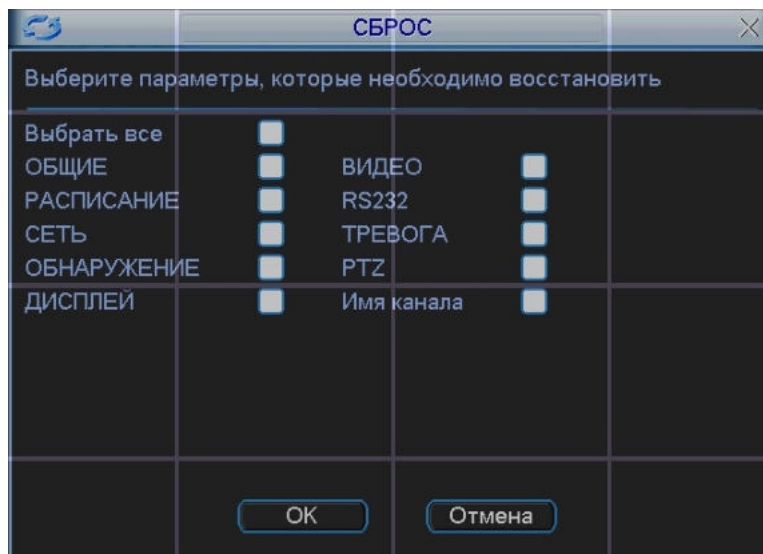 СБРОС
Выберите параметры, которые необходимо восстановить
Выбрать все
ОБЩИЕ ВИДЕО
РАСПИСАНИЕ RS232
СЕТЬ ТРЕВОГА
ОБНАРУЖЕНИЕ PTZ
ДИСПЛЕЙ Имя канала
OK Отмена